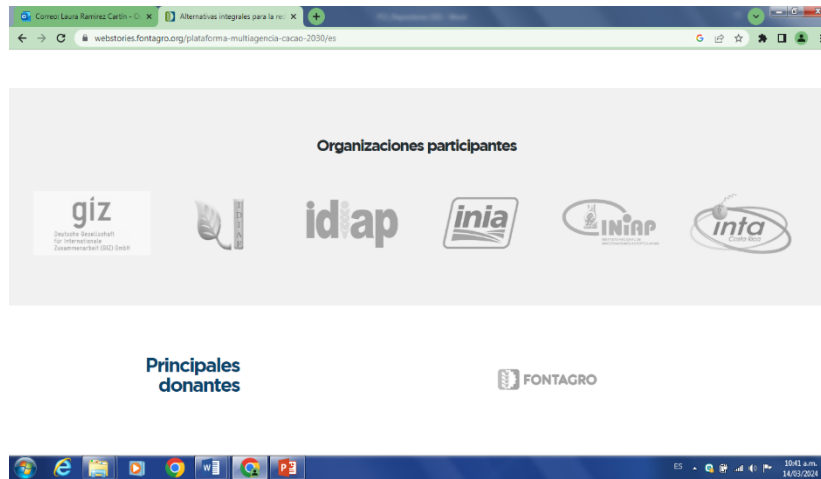 Correo: Laura Ramirez Cartín - O
Alternativas integrales para la re
webstories.fontagro.org/plataforma-multiagencia-cacao-2030/es
Organizaciones participantes
giz
Deutsche Gesellschaft
für Internationale
Zusammenarbeit (GIZ) GmbH
IDIAF
idiap
inia
INIAP
inta
Costa Rica
Principales
donantes
FONTAGRO
ES
10:41 a.m.
14/03/2024